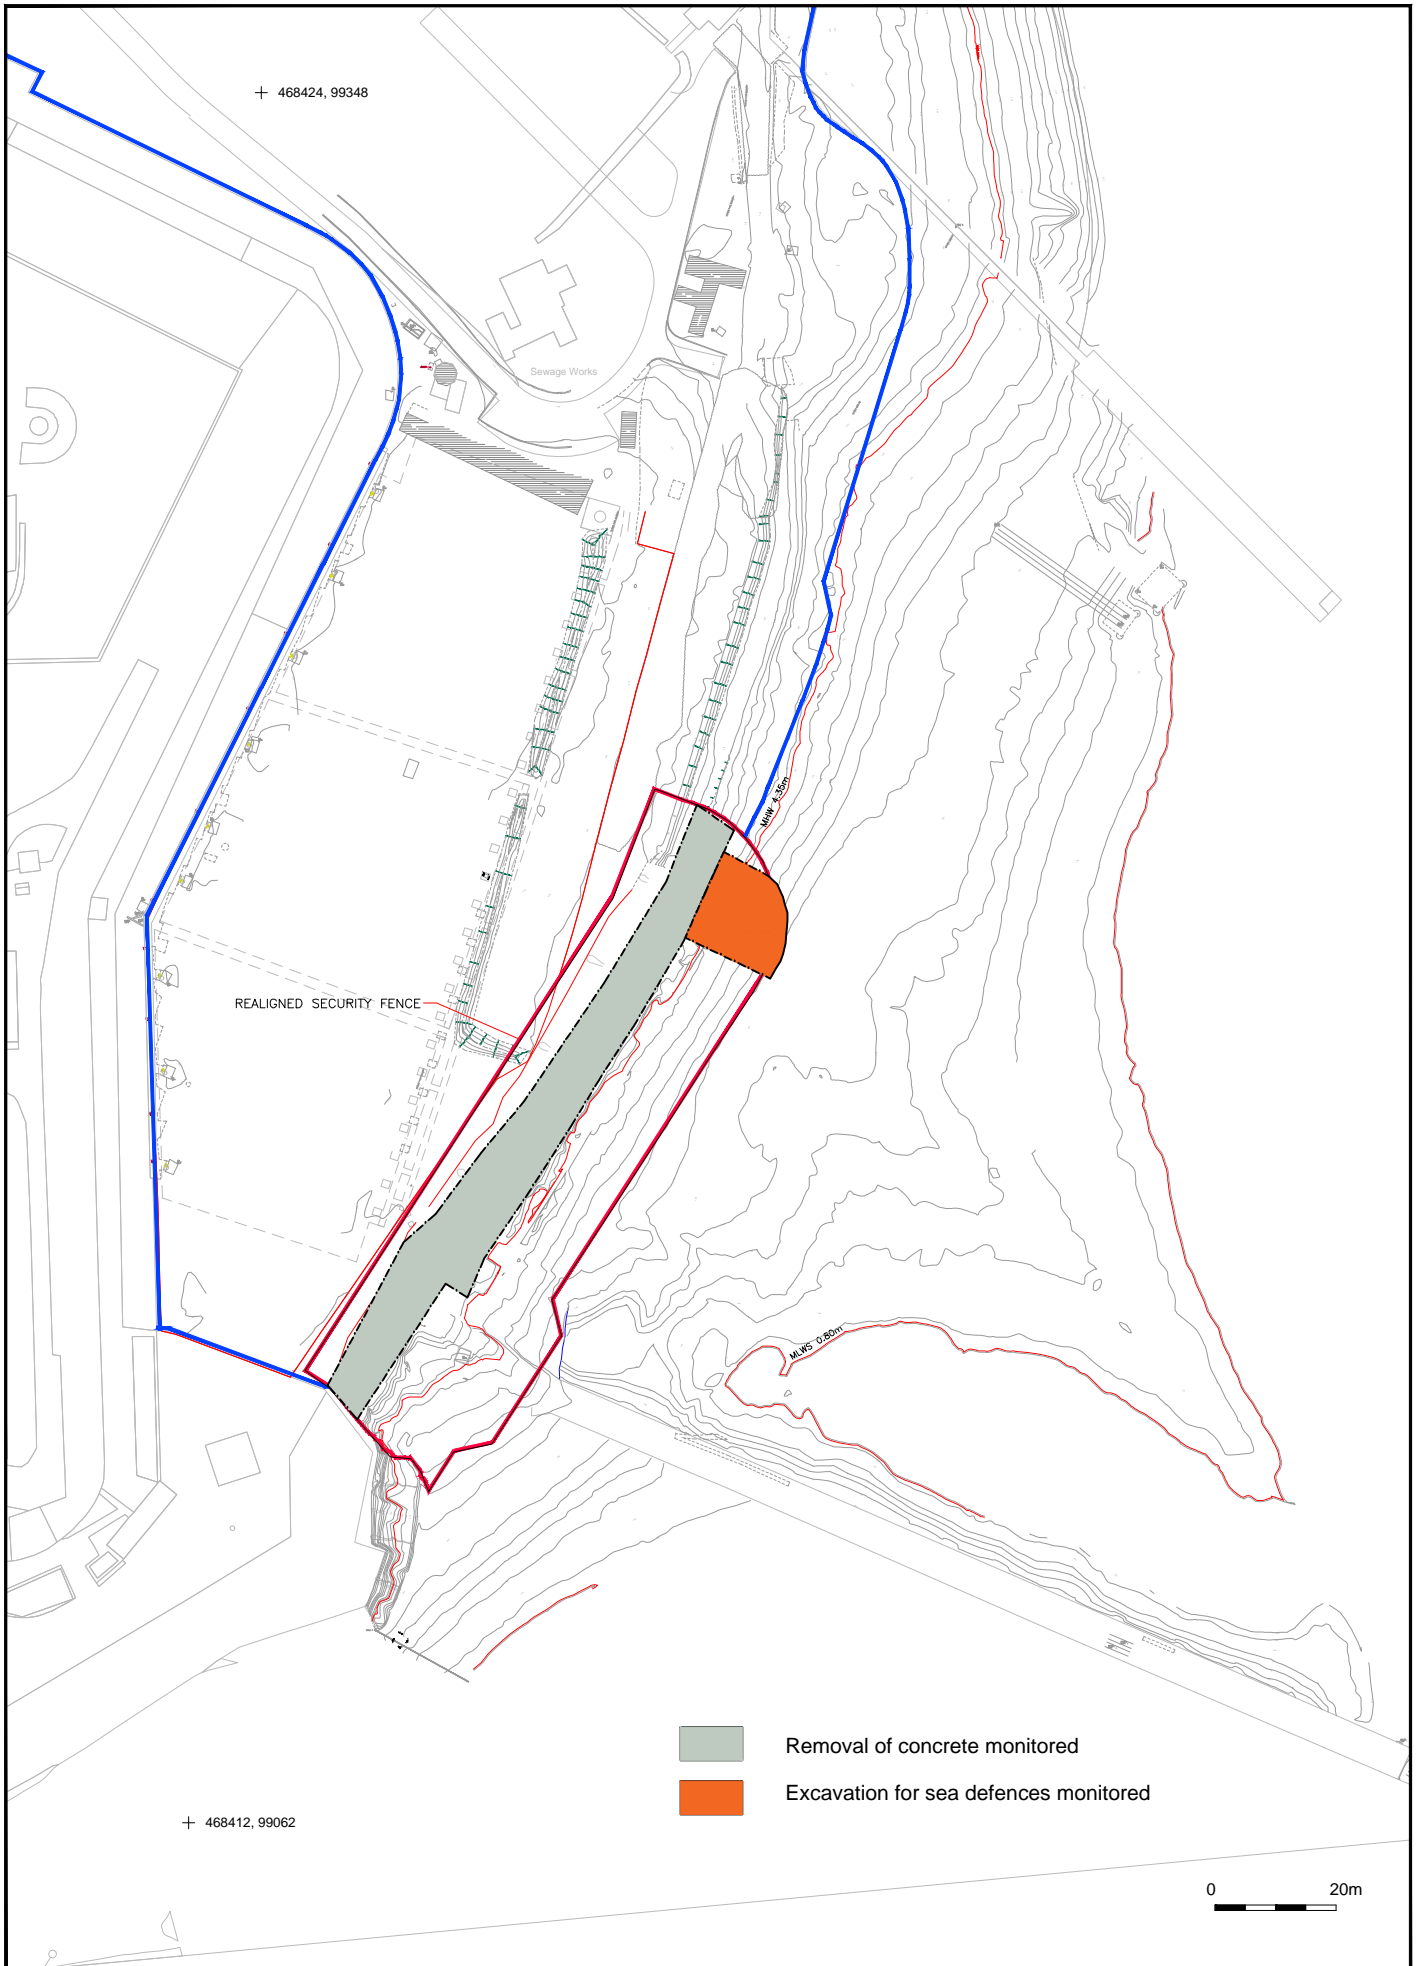 468424, 99348
Sewage Works
MHW 4.35m
REALIGNED SECURITY FENCE
MLWS 0.80m
Removal of concrete monitored
Excavation for sea defences monitored
468412, 99062
0 20m